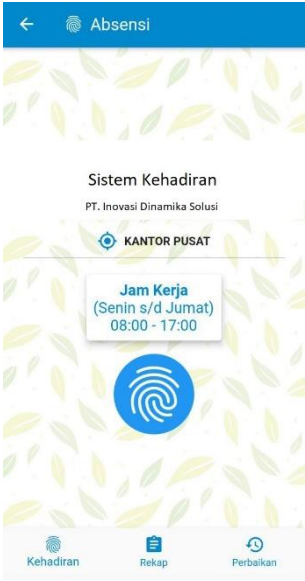 Absensi
Sistem Kehadiran
PT. Inovasi Dinamika Solusi
KANTOR PUSAT
Jam Kerja
(Senin s/d Jumat)
08:00 - 17:00
Kehadiran
Rekap
Perbaikan